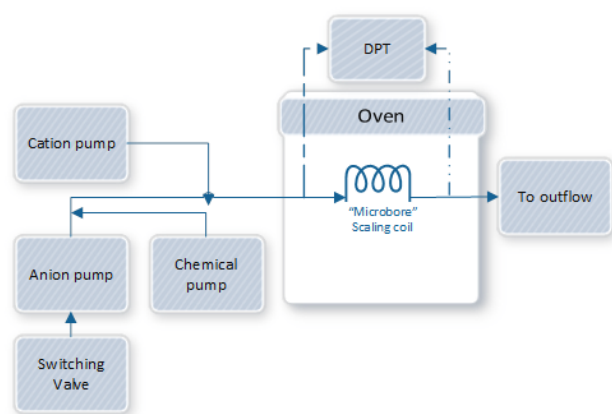 DPT
Oven
Cation pump
"Microbore"
Scaling coil
To outflow
Anion pump
Chemical
pump
Switching
Valve